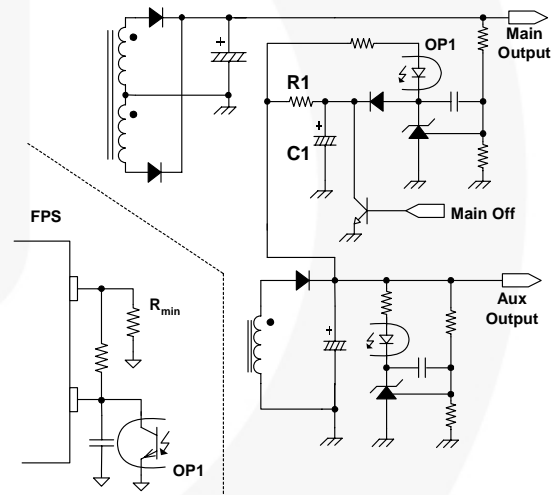 Main
Output
OP1
R1
C1
Main Off
FPS
Rmin
Aux
Output
OP1